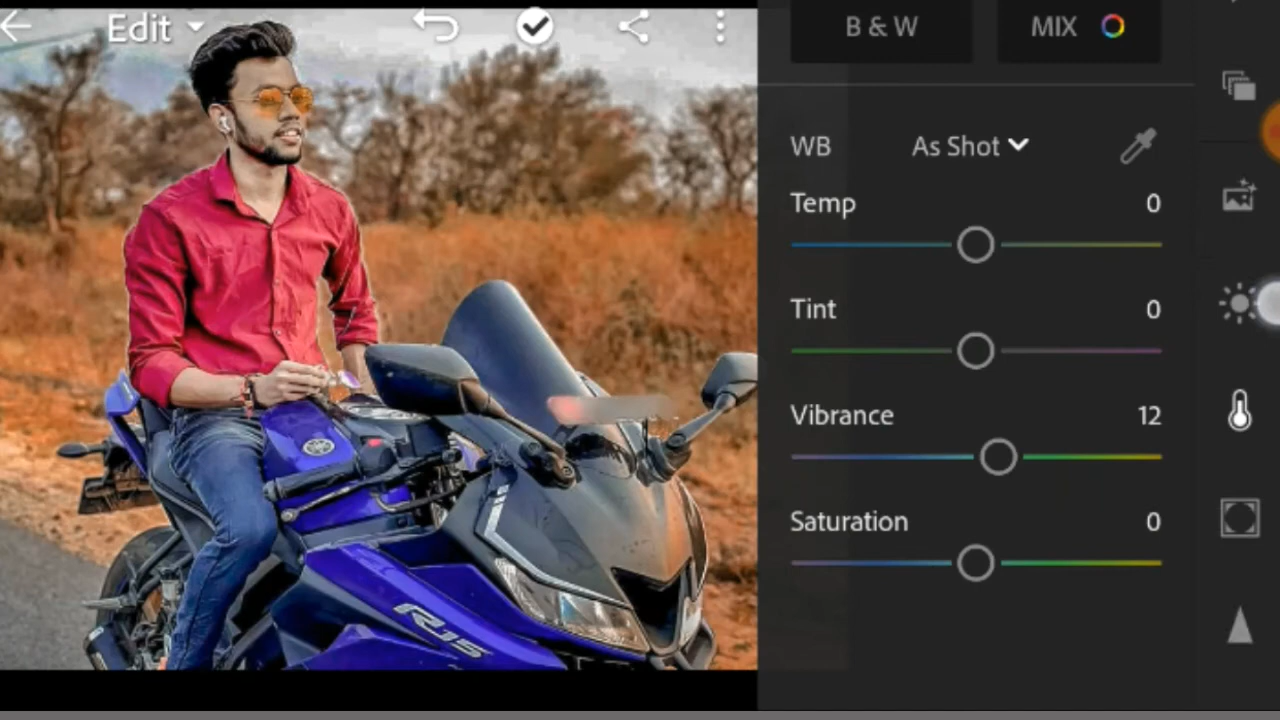 Edit
B & W
MIX
WB
As Shot
Temp
0
Tint
0
Vibrance
12
Saturation
0
R15